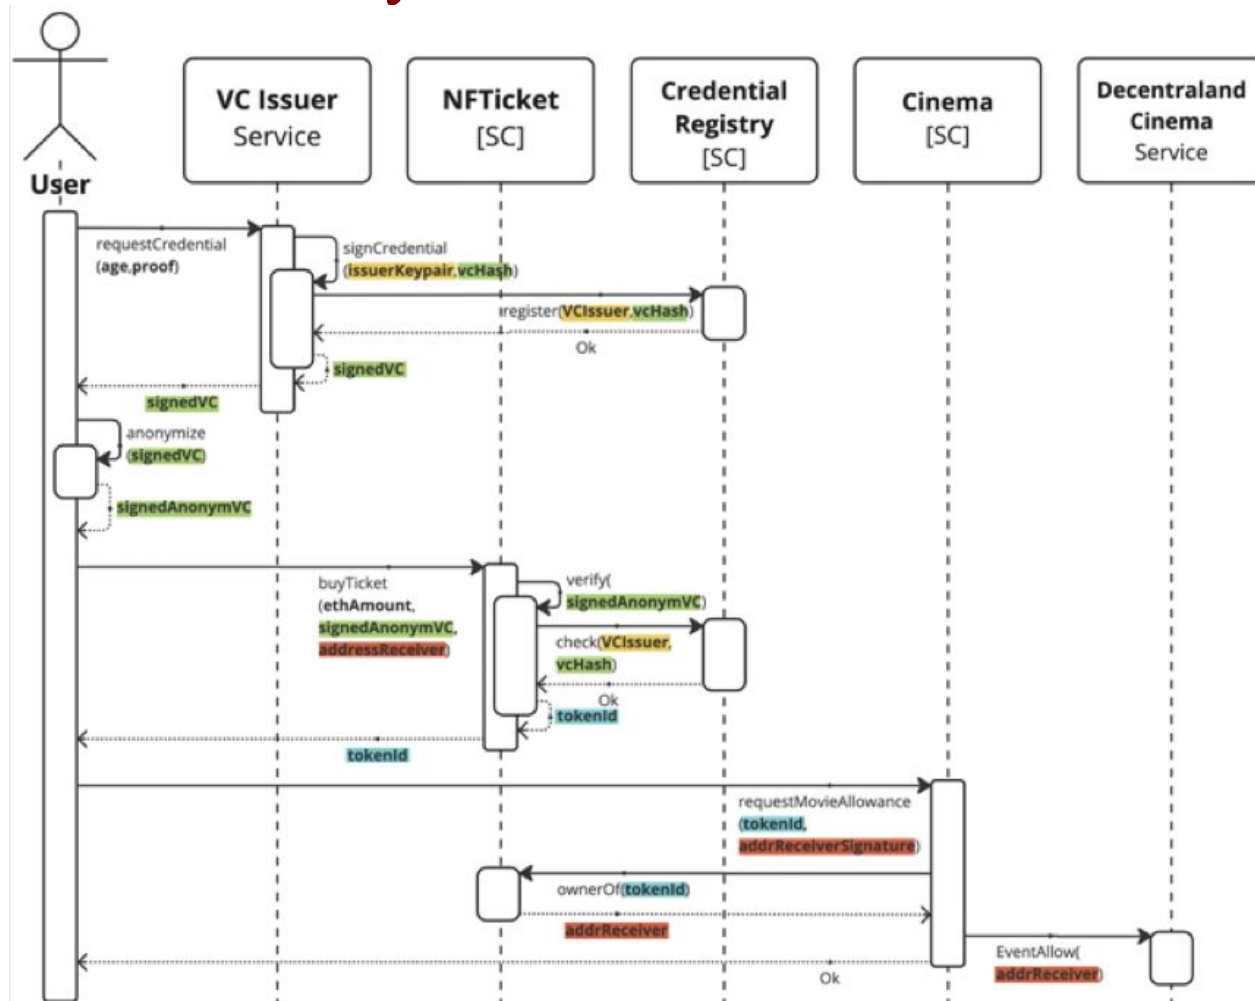 VC Issuer
Service
NFTicket
[SC]
Credential
Registry
[SC]
Cinema
[SC]
Decentraland
Cinema
Service
User
requestCredential
(age,proof)
signCredential
(issuerKeypair,vcHash)
register(VCIssuer,vcHash)
Ok
signedVC
signedVC
anonymize
(signedVC)
signedAnonymVC
buyTicket
(ethAmount,
signedAnonymVC,
addressReceiver)
verify(
signedAnonymVC)
check(VCIssuer,
vcHash)
Ok
tokenId
tokenId
requestMovieAllowance
(tokenId,
addrReceiverSignature)
ownerOf(tokenId)
addrReceiver
EventAllow(
addrReceiver)
Ok